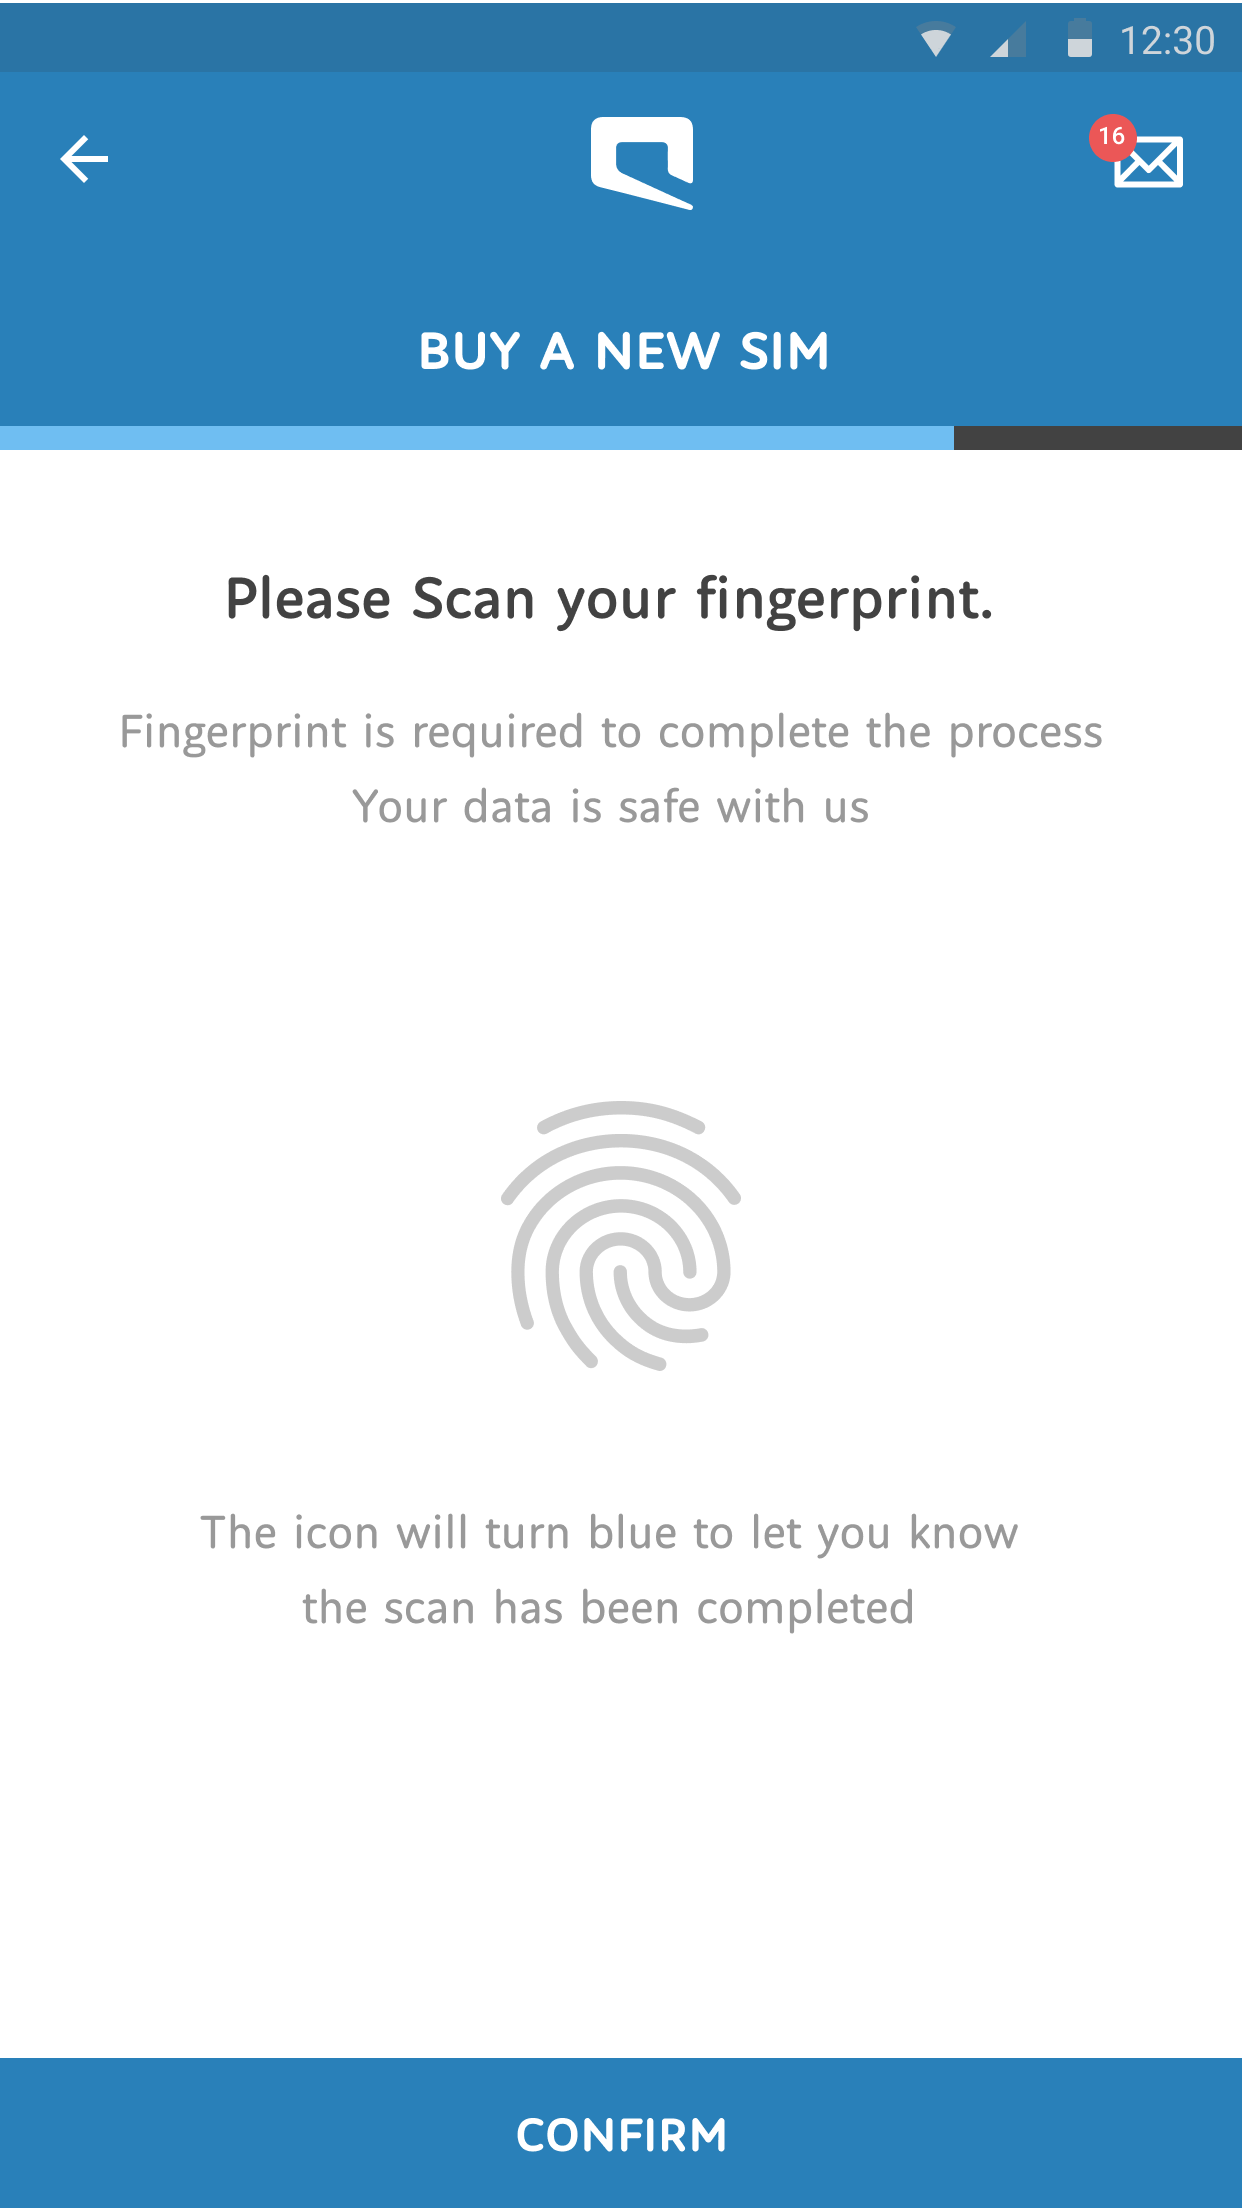 12:30
16
BUY A NEW SIM
Please Scan your fingerprint.
Fingerprint is required to complete the process
Your data is safe with us
The icon will turn blue to let you know
the scan has been completed
CONFIRM